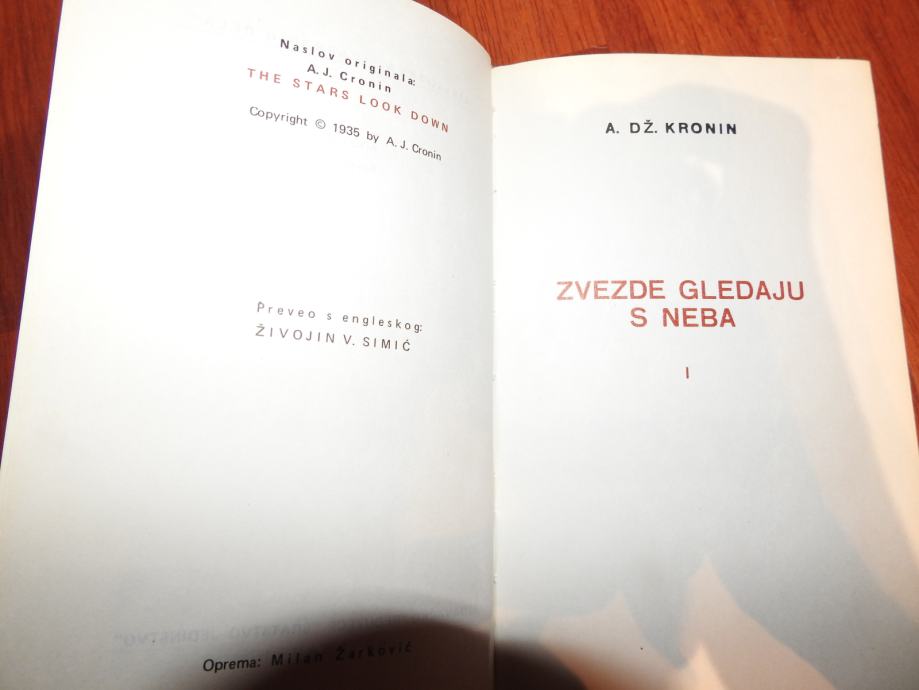 Naslov originala:
A. J. Cronin
THE STARS LOOK DOWN
Copyright © 1935 by A. J. Cronin
Preveo s engleskog:
ŽIVOJIN V. SIMIĆ
Oprema: Milan Žarković
A. DŽ. KRONIN
ZVEZDE GLEDAJU
S NEBA
I